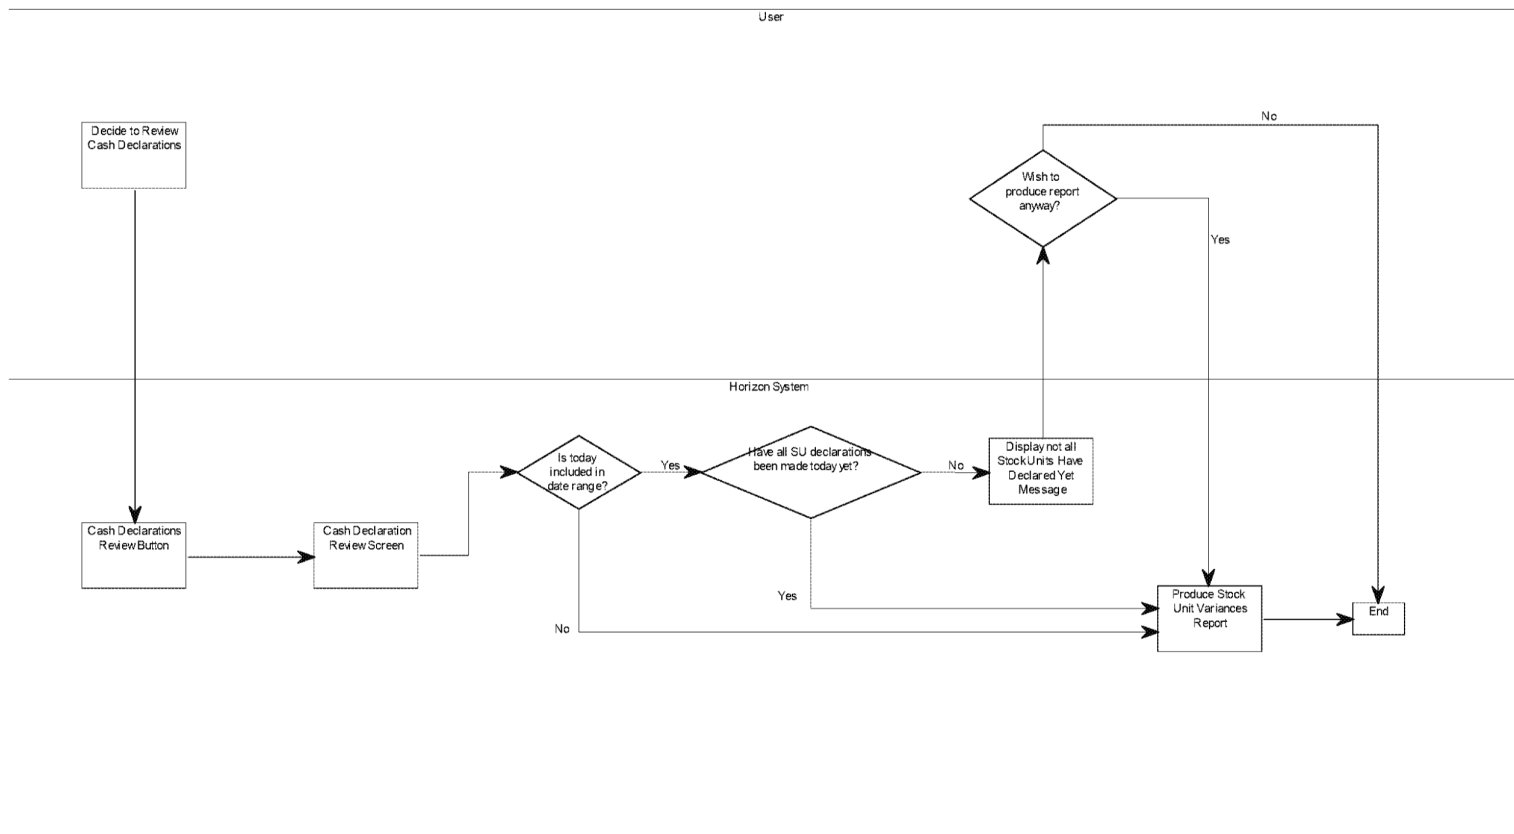 User
Decide to Review
Cash Declarations
No
Wish to
produce report
anyway?
Yes
Horizon System
Cash Declarations
Review Button
Cash Declaration
Review Screen
Is today
included in
date range?
Yes
Have all SU declarations
been made today yet?
No
Display not all
Stock Units Have
Declared Yet
Message
Yes
No
Produce Stock
Unit Variances
Report
End